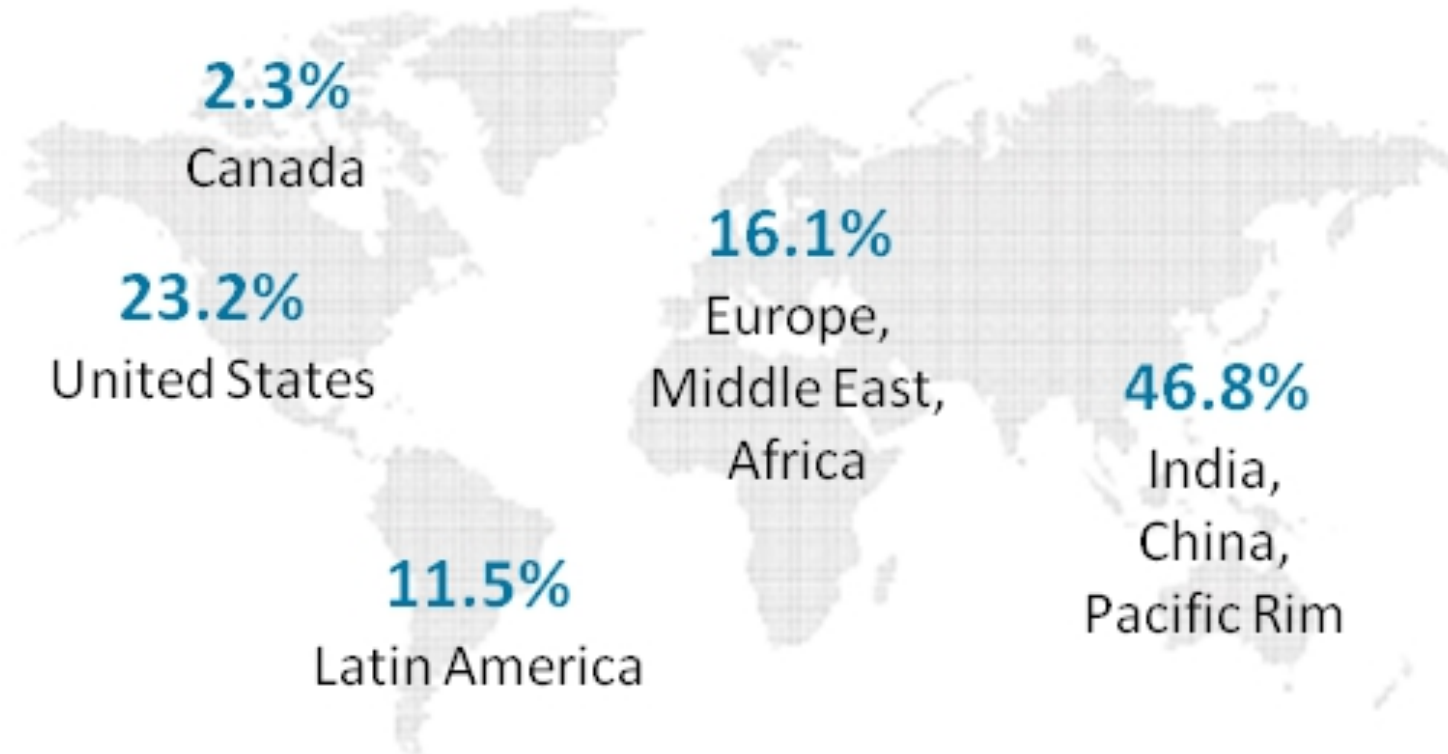 2.3%
Canada
23.2%
United States
16.1%
Europe,
Middle East,
Africa
46.8%
India,
China,
Pacific Rim
11.5%
Latin America